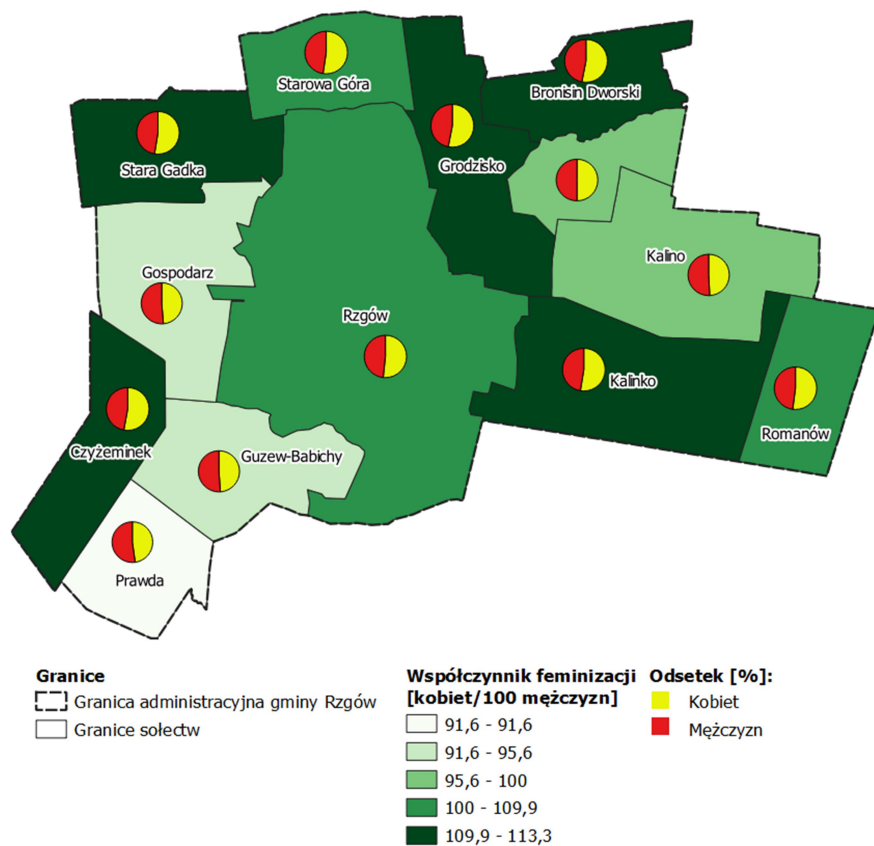 Starowa Góra
Bronisin Dworski
Stara Gadka
Grodzisko
Kalino
Gospodarz
Rzgów
Kalinko
Romanów
Czyżeminek
Guzew-Babichy
Prawda
Granice
Granica administracyjna gminy Rzgów
Granice sołectw
Współczynnik feminizacji
[kobiet/100 mężczyzn]
91,6 - 91,6
91,6 - 95,6
95,6 - 100
100 - 109,9
109,9 - 113,3
Odsetek [%]:
Kobiet
Mężczyzn